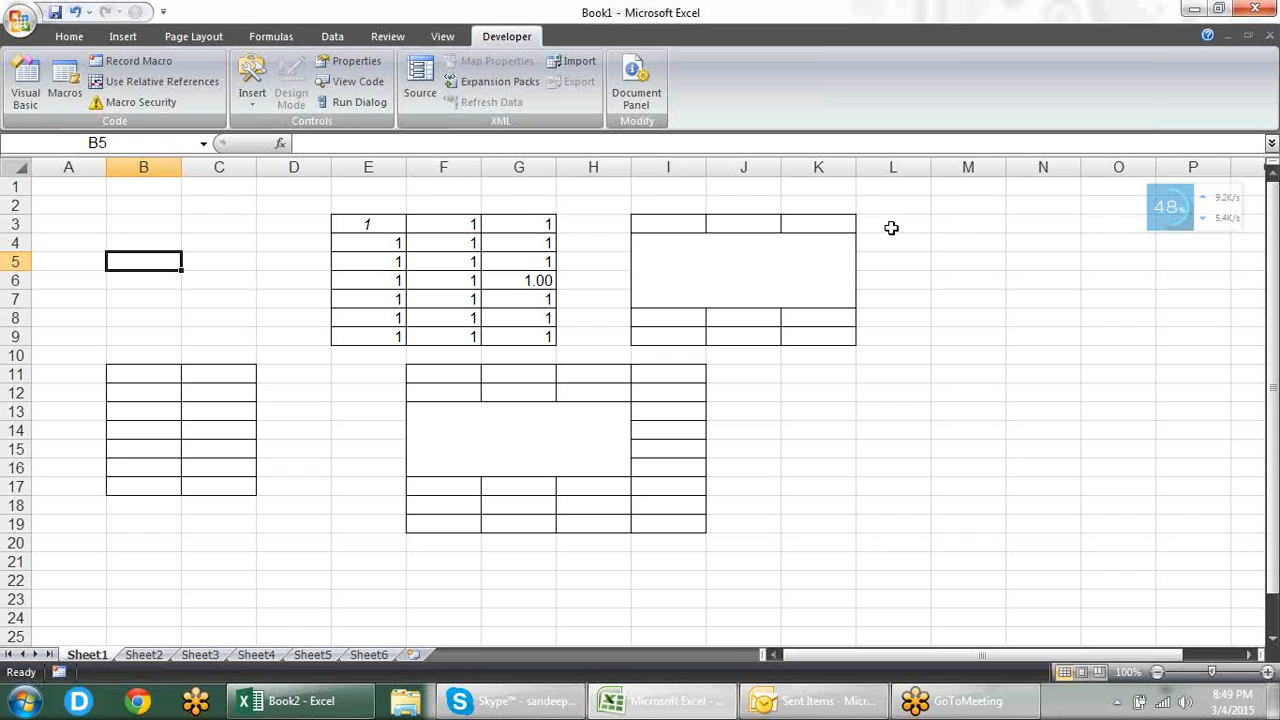 Book1 - Microsoft Excel
Home Insert Page Layout Formulas Data Review View Developer
Visual Basic
Macros
Record Macro
Use Relative References
Macro Security
Code
Insert
Design Mode
Properties
View Code
Run Dialog
Controls
Source
Map Properties
Expansion Packs
Refresh Data
Import
Export
XML
Document Panel
Modify
B5 fx
A B C D E F G H I J K L M N O P
1
2
3 1 1 1
4 1 1 1
5 1 1 1
6 1 1 1.00
7 1 1 1
8 1 1 1
9 1 1 1
10
11
12
13
14
15
16
17
18
19
20
21
22
23
24
25
48%
9.2K/s
5.4K/s
Sheet1 Sheet2 Sheet3 Sheet4 Sheet5 Sheet6
Ready 100%
Book2 - Excel
Skype™ - sandeep...
Microsoft Excel - ...
Sent Items - Micr...
GoToMeeting
8:49 PM
3/4/2015